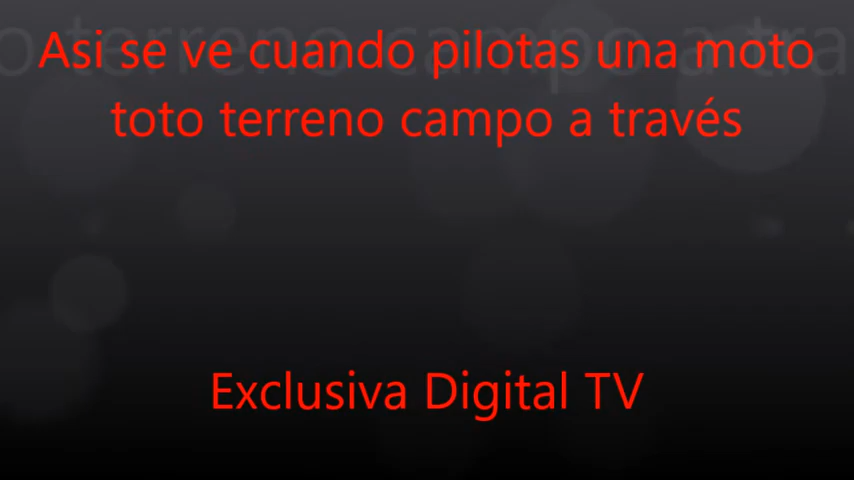 Asi se ve cuando pilotas una moto
toto terreno campo a través
Exclusiva Digital TV